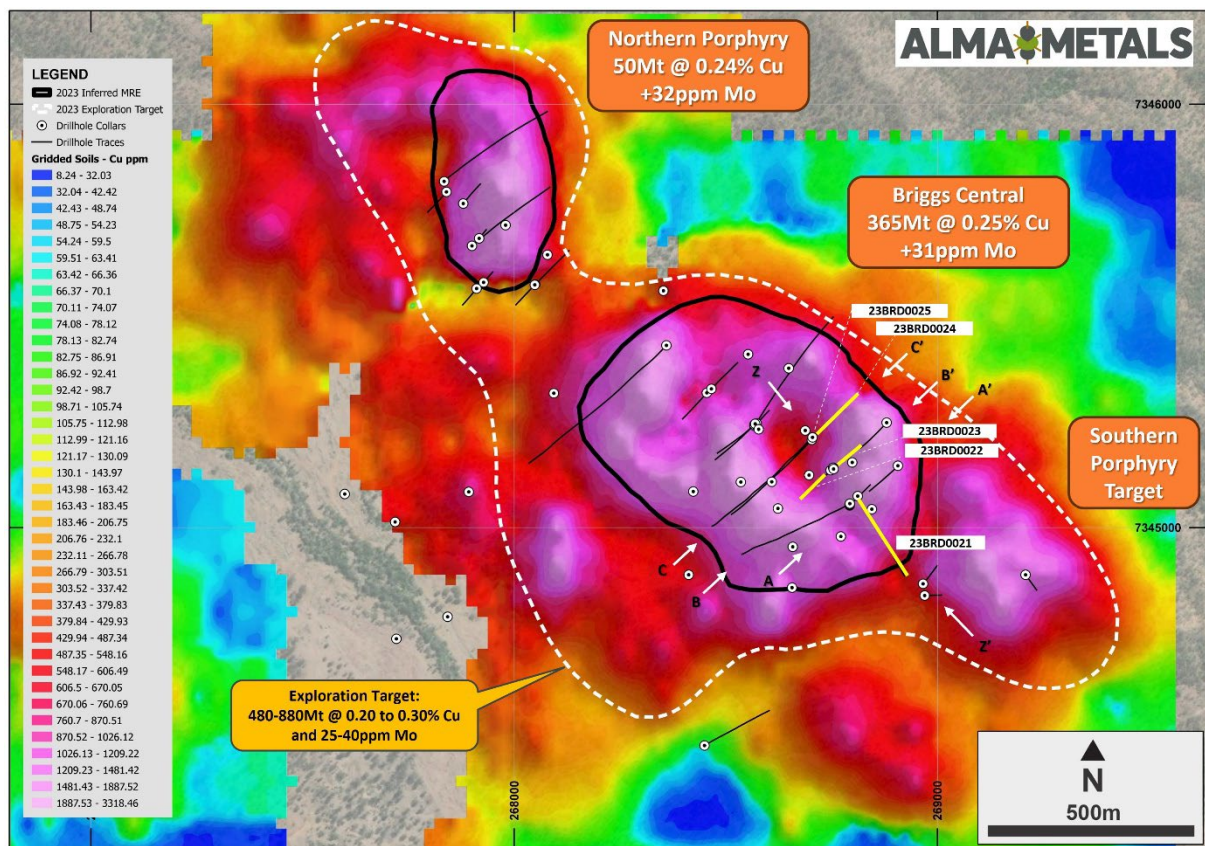 ALMA METALS
Northern Porphyry
50Mt @ 0.24% Cu
+32ppm Mo
LEGEND
2023 Inferred MRE
2023 Exploration Target
Drillhole Collars
Drillhole Traces
Gridded Soils - Cu ppm
8.24 - 32.03
32.04 - 42.42
42.43 - 48.74
48.75 - 54.23
54.24 - 59.5
59.51 - 63.41
63.42 - 66.36
66.37 - 70.1
70.11 - 74.07
74.08 - 78.12
78.13 - 82.74
82.75 - 86.91
86.92 - 92.41
92.42 - 98.7
98.71 - 105.74
105.75 - 112.98
112.99 - 121.16
121.17 - 130.09
130.1 - 143.97
143.98 - 163.42
163.43 - 183.45
183.46 - 206.75
206.76 - 232.1
232.11 - 266.78
266.79 - 303.51
303.52 - 337.42
337.43 - 379.83
379.84 - 429.93
429.94 - 487.34
487.35 - 548.16
548.17 - 606.49
606.5 - 670.05
670.06 - 760.69
760.7 - 870.51
870.52 - 1026.12
1026.13 - 1209.22
1209.23 - 1481.42
1481.43 - 1887.52
1887.53 - 3318.46
7346000
Briggs Central
365Mt @ 0.25% Cu
+31ppm Mo
23BRD0025
23BRD0024
C'
B'
A'
Z
23BRD0023
23BRD0022
Southern
Porphyry
Target
7345000
23BRD0021
C
B
A
Z'
Exploration Target:
480-880Mt @ 0.20 to 0.30% Cu
and 25-40ppm Mo
268000
269000
N
500m